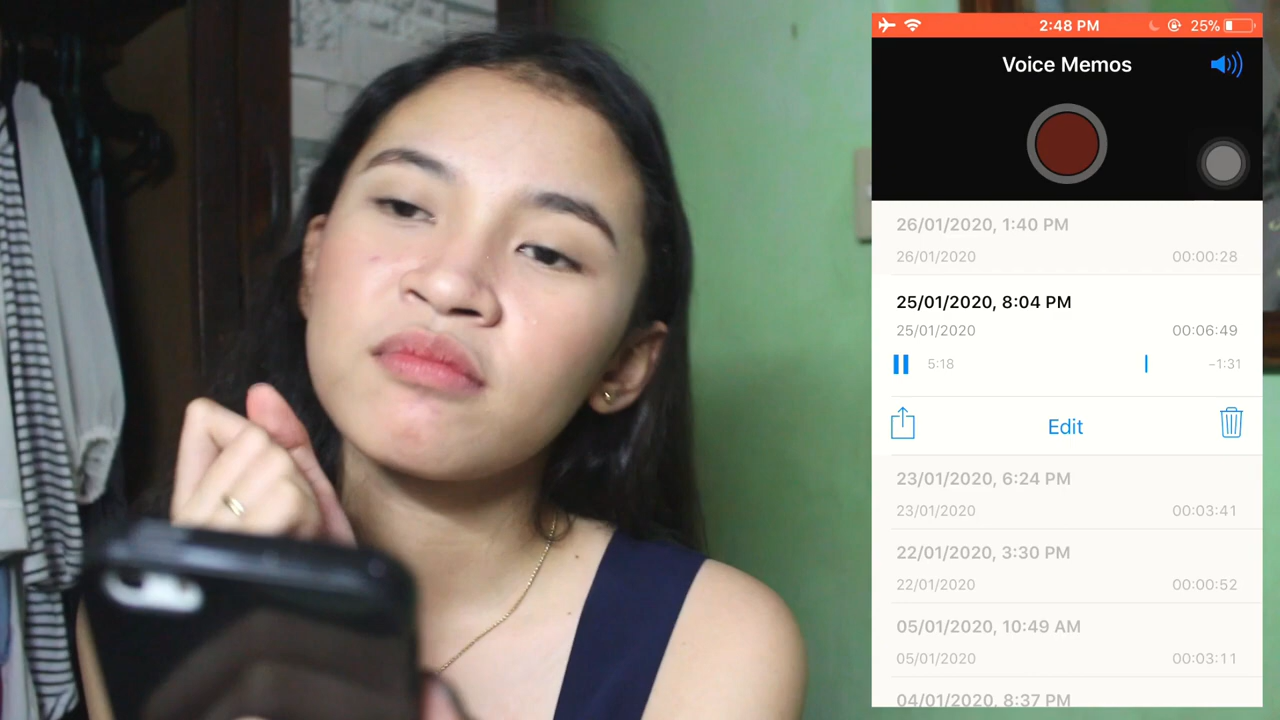 2:48 PM 25%
Voice Memos
26/01/2020, 1:40 PM
26/01/2020 00:00:28
25/01/2020, 8:04 PM
25/01/2020 00:06:49
5:18 −1:31
Edit
23/01/2020, 6:24 PM
23/01/2020 00:03:41
22/01/2020, 3:30 PM
22/01/2020 00:00:52
05/01/2020, 10:49 AM
05/01/2020 00:03:11
04/01/2020, 8:37 PM